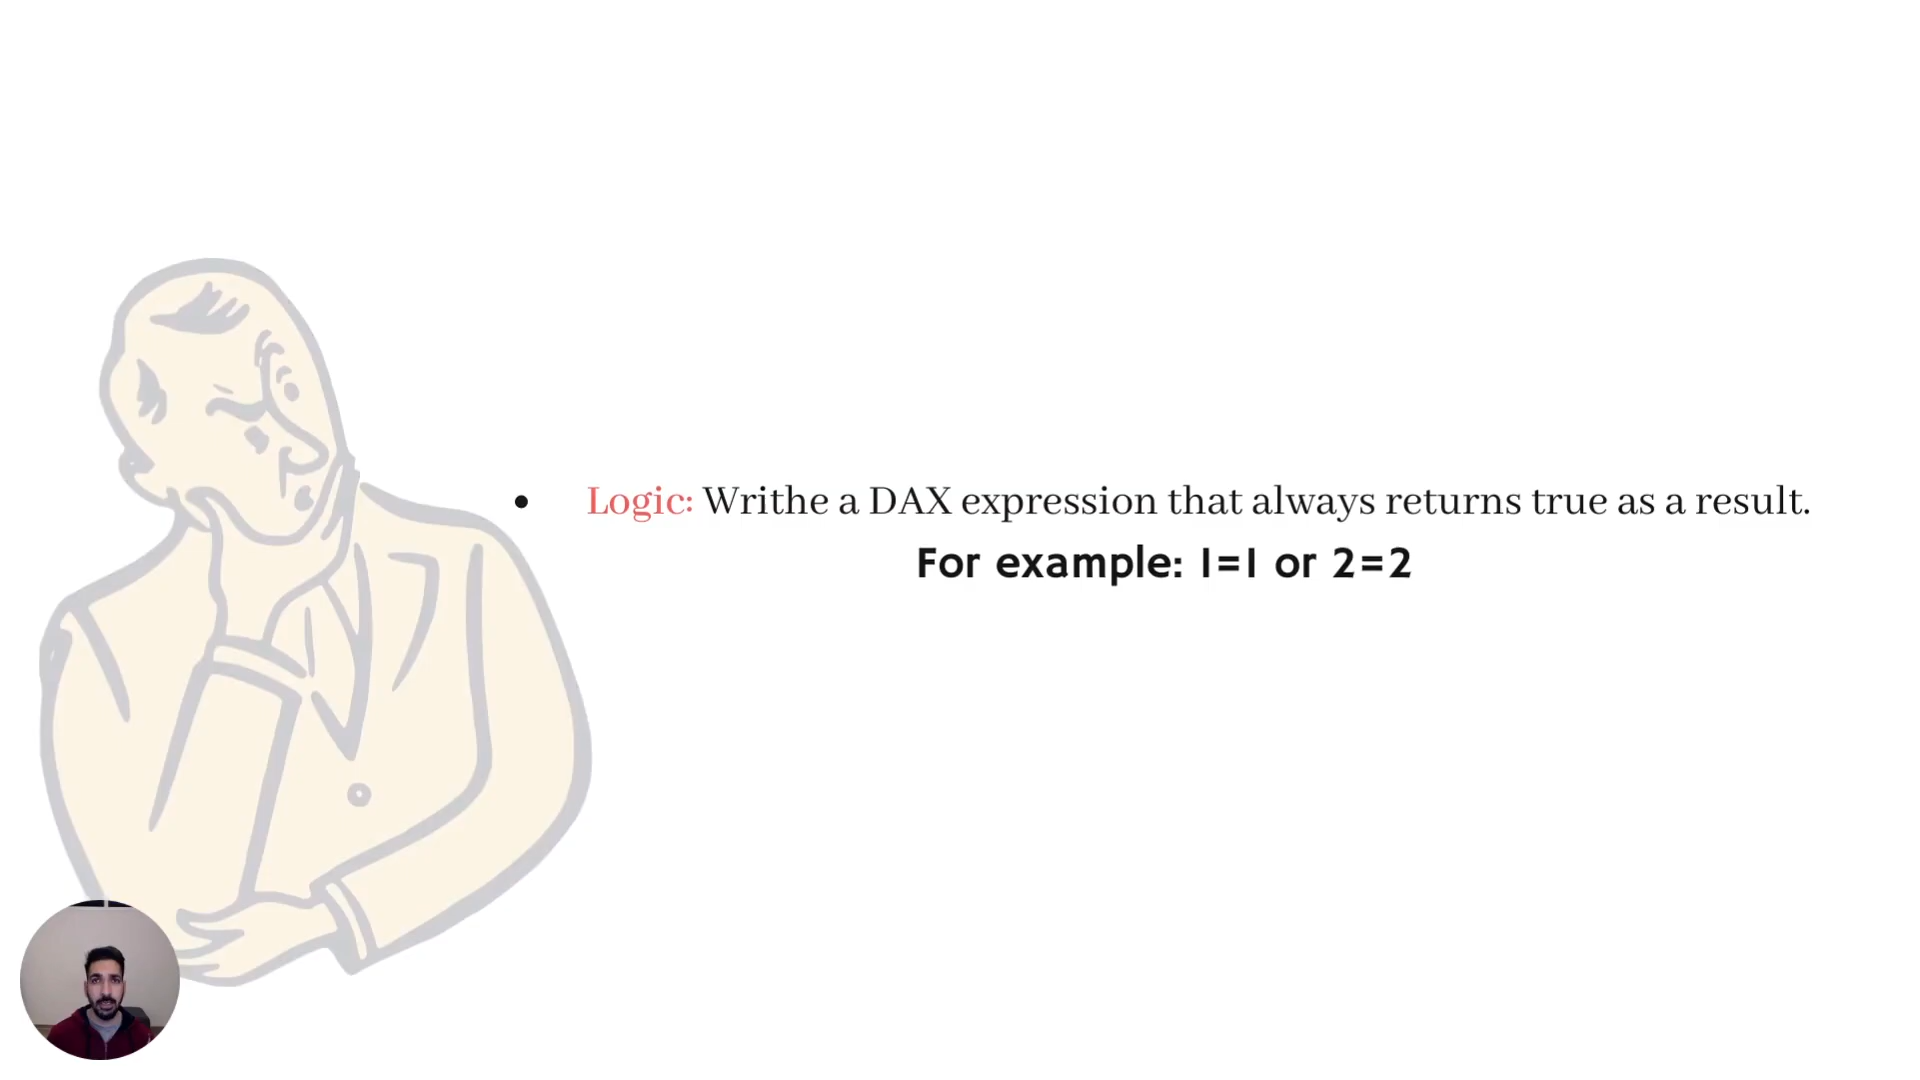 Logic: Writhe a DAX expression that always returns true as a result.
For example: 1=1 or 2=2